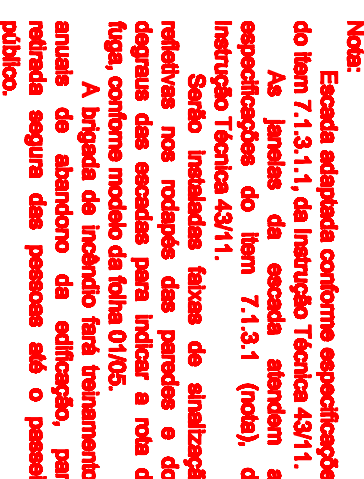 Nota:
Escada adaptada conforme especificaçõe
do item 7.1.3.1.1, da Instrução Técnica 43/11.
As janelas da escada atendem a
especificações do item 7.1.3.1 (nota), d
Instrução Técnica 43/11.
Serão instaladas faixas de sinalizaçã
refletivas nos rodapés das paredes e do
degraus das escadas para indicar a rota d
fuga, conforme modelo da folha 01/05.
A brigada de incêndio fará treinamento
anuais de abandono da edificação, par
retirada segura das pessoas até o passei
público.